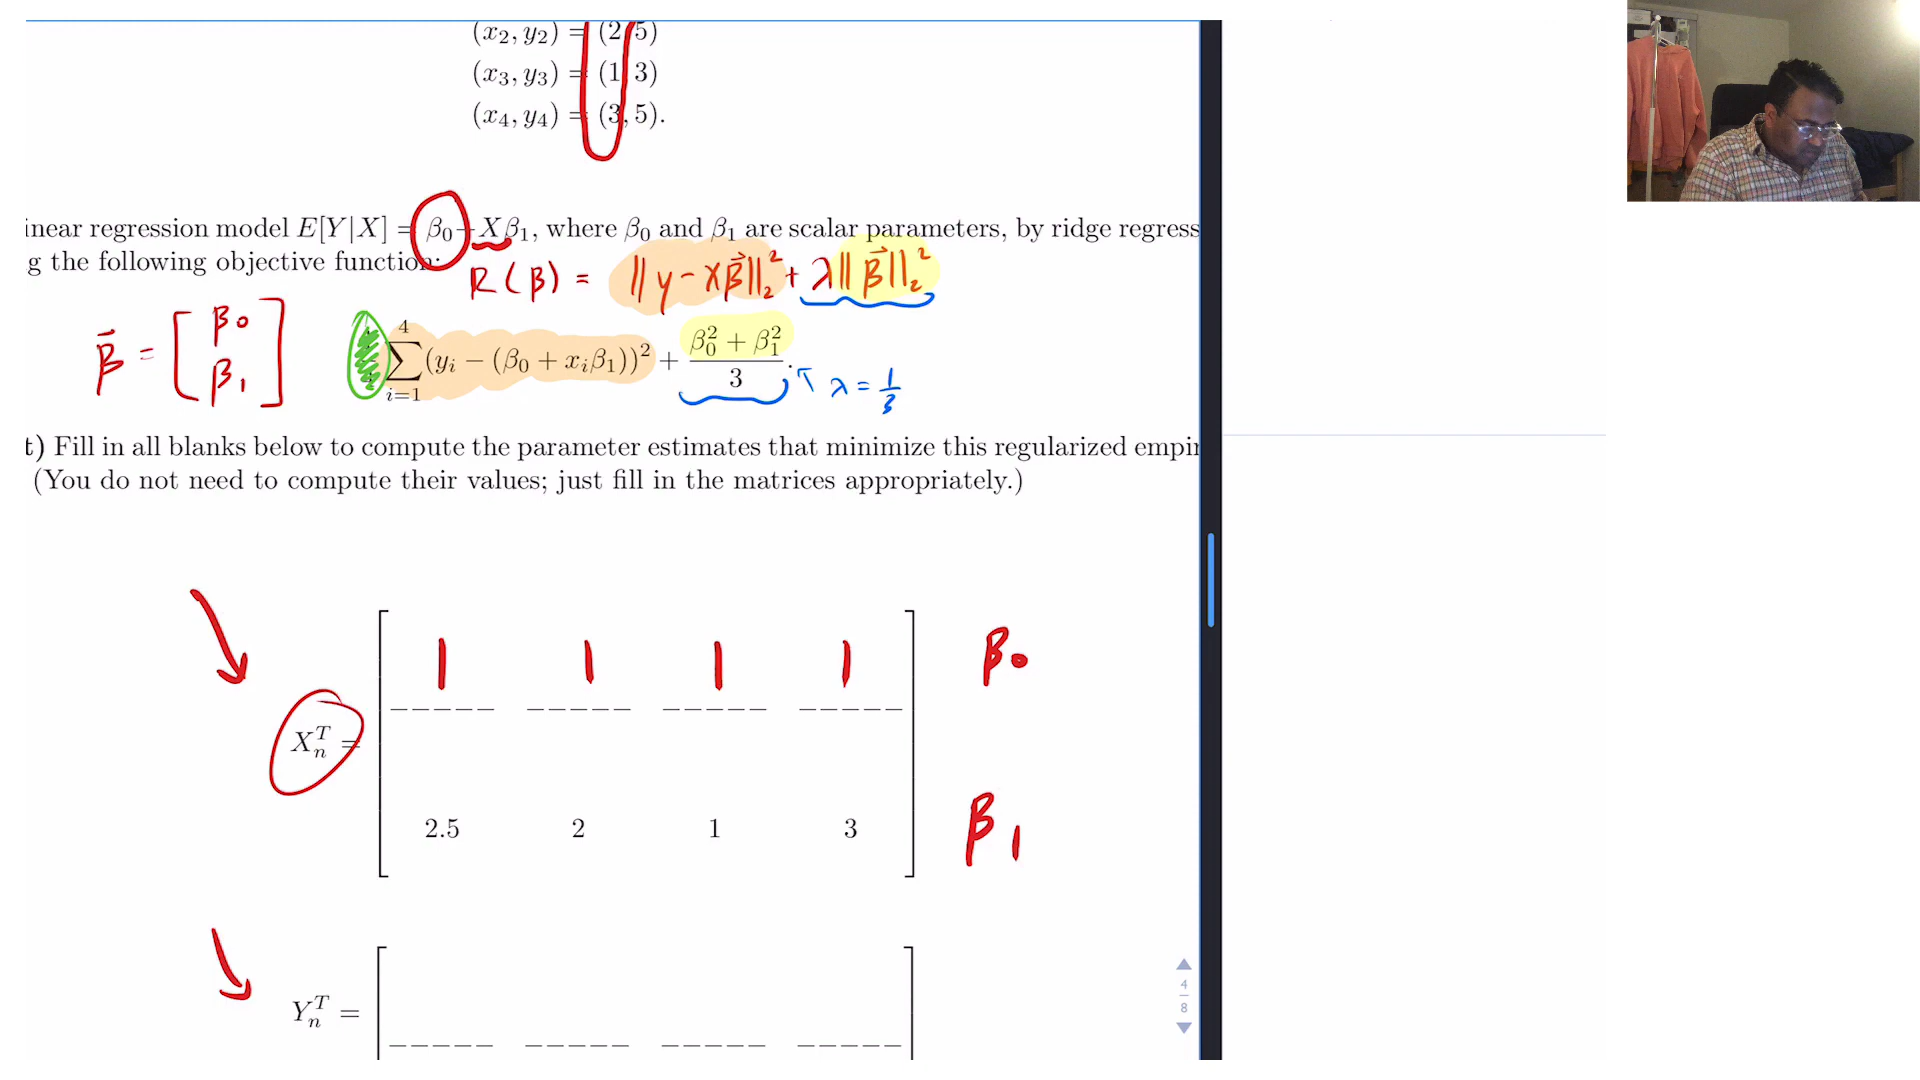 (x₂, y₂) = (2, 5)
(x₃, y₃) = (1, 3)
(x₄, y₄) = (3, 5).
inear regression model E[Y|X] = β₀ + Xβ₁, where β₀ and β₁ are scalar parameters, by ridge regress
g the following objective function:
R(β) = ‖y − Xβ⃗‖₂² + λ‖β⃗‖₂²
β⃗ = [β₀ β₁]
∑_{i=1}^{4} (yᵢ − (β₀ + xᵢβ₁))² + (β₀² + β₁²)/3.
λ = 1/3
t) Fill in all blanks below to compute the parameter estimates that minimize this regularized empir
(You do not need to compute their values; just fill in the matrices appropriately.)
1 1 1 1 β₀
Xₙᵀ =
2.5 2 1 3 β₁
Yₙᵀ =
4
8